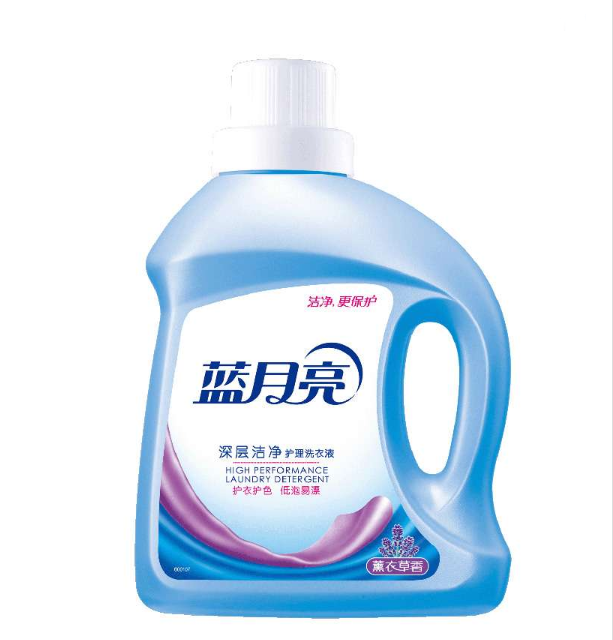 洁净,更保护
蓝月亮
深层洁净护理洗衣液
HIGH PERFORMANCE
LAUNDRY DETERGENT
护衣护色 低泡易漂
薰衣草香